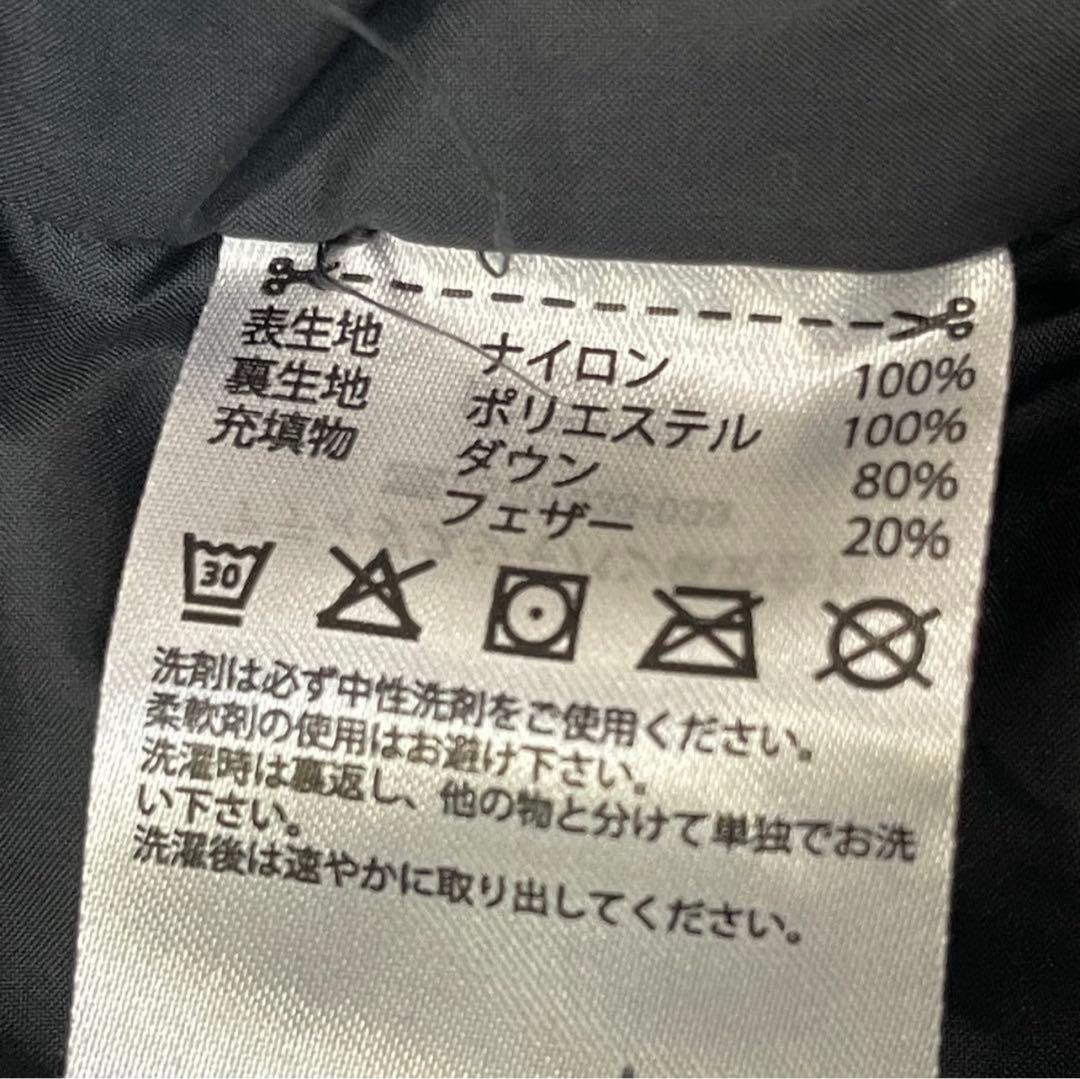 表生地 ナイロン 100%
裏生地 ポリエステル 100%
充填物 ダウン 80%
フェザー 20%
30
洗剤は必ず中性洗剤をご使用ください。
柔軟剤の使用はお避け下さい。
洗濯時は裏返し、他の物と分けて単独でお洗
い下さい。
洗濯後は速やかに取り出してください。